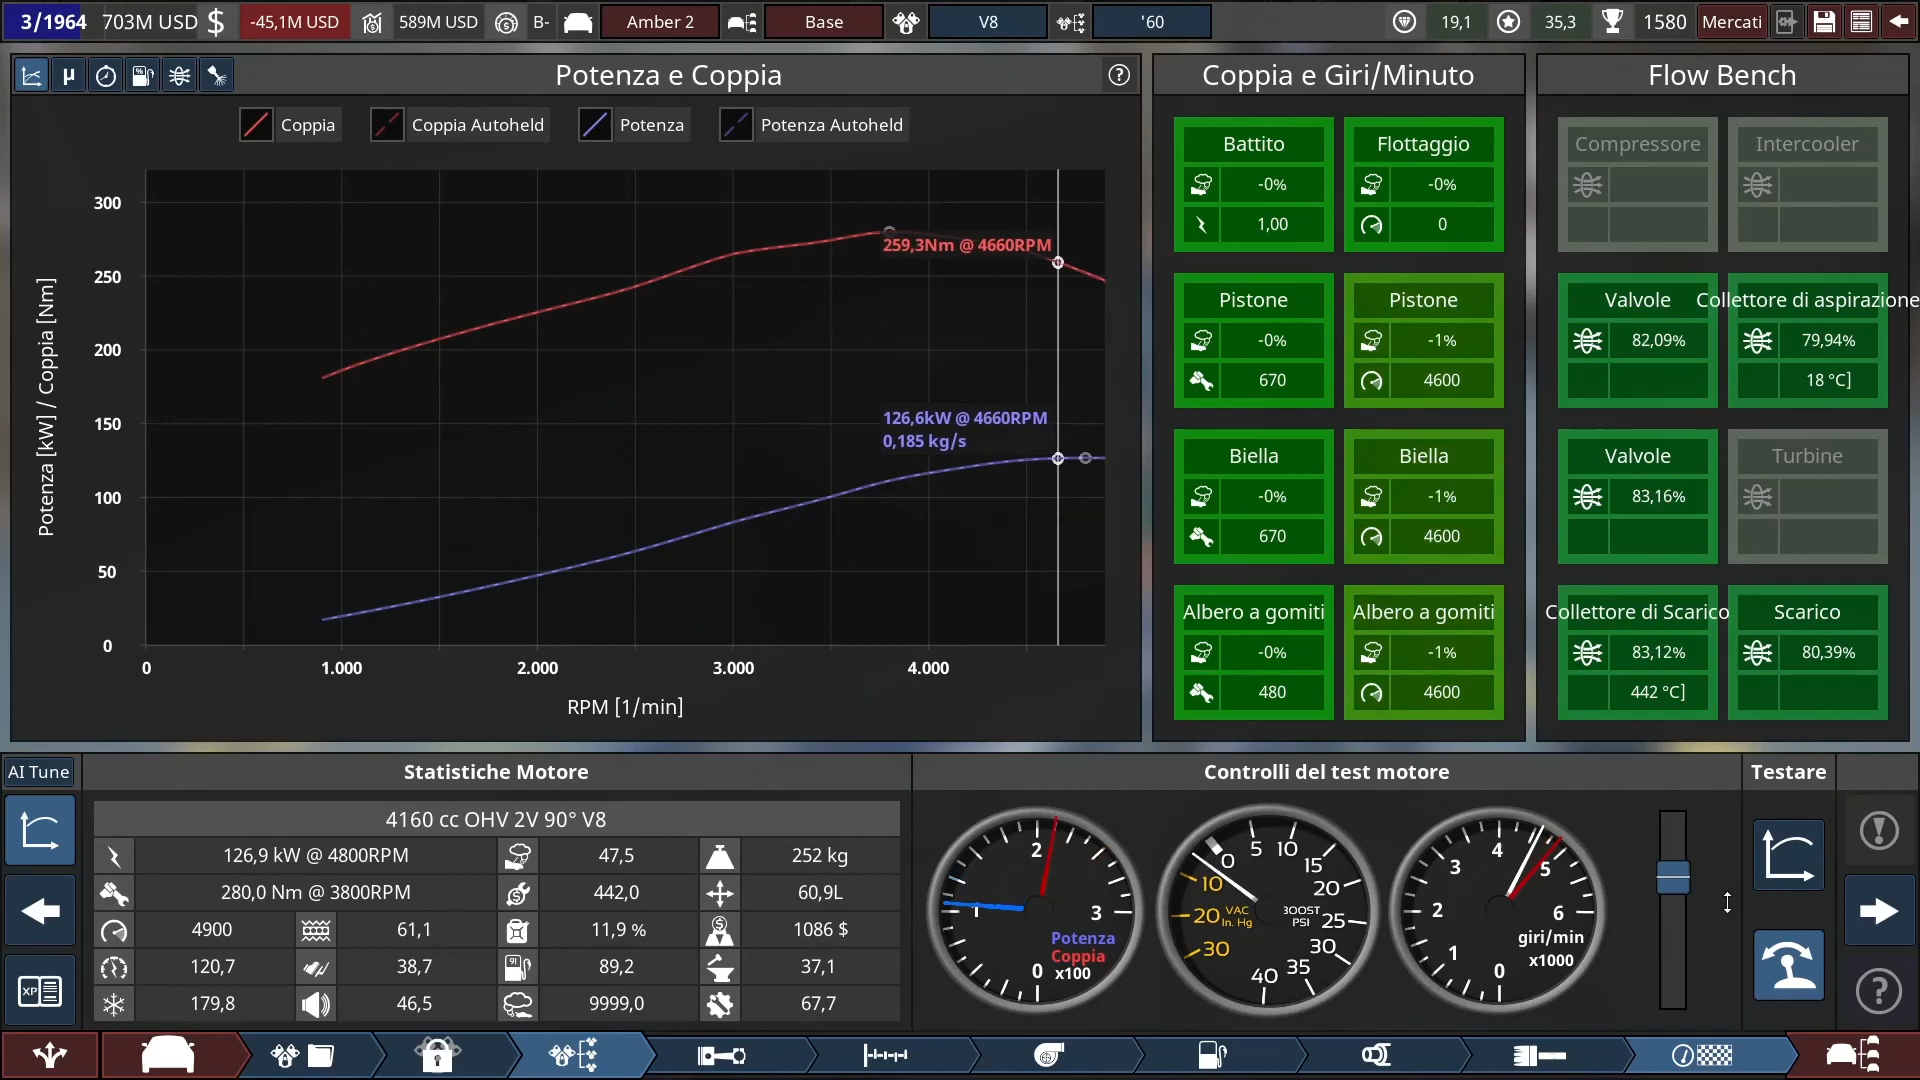 3/1964 703M USD $ -45,1M USD 589M USD B- Amber 2 Base V8 '60 19,1 35,3 1580 Mercati
μ Potenza e Coppia ?
Coppia Coppia Autoheld Potenza Potenza Autoheld
Potenza [kW] / Coppia [Nm]
300
250
200
150
100
50
0
259,3Nm @ 4660RPM
126,6kW @ 4660RPM
0,185 kg/s
0 1.000 2.000 3.000 4.000
RPM [1/min]
Coppia e Giri/Minuto
Battito Flottaggio
-0% -0%
1,00 0
Pistone Pistone
-0% -1%
670 4600
Biella Biella
-0% -1%
670 4600
Albero a gomiti Albero a gomiti
-0% -1%
480 4600
Flow Bench
Compressore Intercooler
Valvole Collettore di aspirazione
82,09% 79,94%
18 °C]
Valvole Turbine
83,16%
Collettore di Scarico Scarico
83,12% 80,39%
442 °C]
AI Tune
XP
Statistiche Motore
4160 cc OHV 2V 90° V8
126,9 kW @ 4800RPM 47,5 252 kg
280,0 Nm @ 3800RPM 442,0 60,9L
4900 61,1 11,9 % 1086 $
120,7 38,7 91 89,2 37,1
179,8 46,5 9999,0 67,7
Controlli del test motore
0 1 2 3
Potenza
Coppia
x100
30 20 10 0 5 10 15 20 25 30 35 40
VAC
In. Hg
BOOST
PSI
0 1 2 3 4 5 6
giri/min
x1000
Testare
?